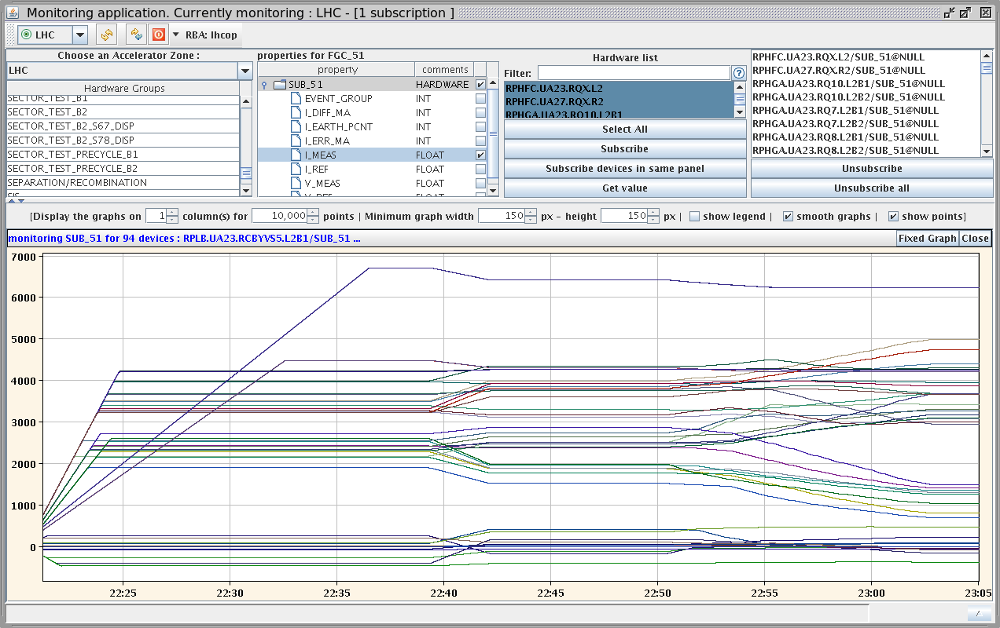 Monitoring application. Currently monitoring : LHC - [1 subscription ]
LHC
RBA: lhcop
Choose an Accelerator Zone :
LHC
Hardware Groups
SECTOR_TEST_B1
SECTOR_TEST_B2
SECTOR_TEST_B2_S67_DISP
SECTOR_TEST_B2_S78_DISP
SECTOR_TEST_PRECYCLE_B1
SECTOR_TEST_PRECYCLE_B2
SEPARATION/RECOMBINATION
SIS
properties for FGC_51
property comments
SUB_51 HARDWARE
EVENT_GROUP INT
I_DIFF_MA INT
I_EARTH_PCNT INT
I_ERR_MA INT
I_MEAS FLOAT
I_REF FLOAT
V_MEAS FLOAT
V_REF FLOAT
Hardware list
Filter:
RPHFC.UA23.RQX.L2
RPHFC.UA27.RQX.R2
RPHGA.UA23.RQ10.L2B1
Select All
Subscribe
Subscribe devices in same panel
Get value
RPHFC.UA23.RQX.L2/SUB_51@NULL
RPHFC.UA27.RQX.R2/SUB_51@NULL
RPHGA.UA23.RQ10.L2B1/SUB_51@NULL
RPHGA.UA23.RQ10.L2B2/SUB_51@NULL
RPHGA.UA23.RQ7.L2B1/SUB_51@NULL
RPHGA.UA23.RQ7.L2B2/SUB_51@NULL
RPHGA.UA23.RQ8.L2B1/SUB_51@NULL
RPHGA.UA23.RQ8.L2B2/SUB_51@NULL
Unsubscribe
Unsubscribe all
[Display the graphs on 1 column(s) for 10,000 points | Minimum graph width 150 px - height 150 px | show legend | smooth graphs | show points]
monitoring SUB_51 for 94 devices : RPLB.UA23.RCBYVS5.L2B1/SUB_51 ... Fixed Graph Close
7000
6000
5000
4000
3000
2000
1000
0
22:25 22:30 22:35 22:40 22:45 22:50 22:55 23:00 23:05